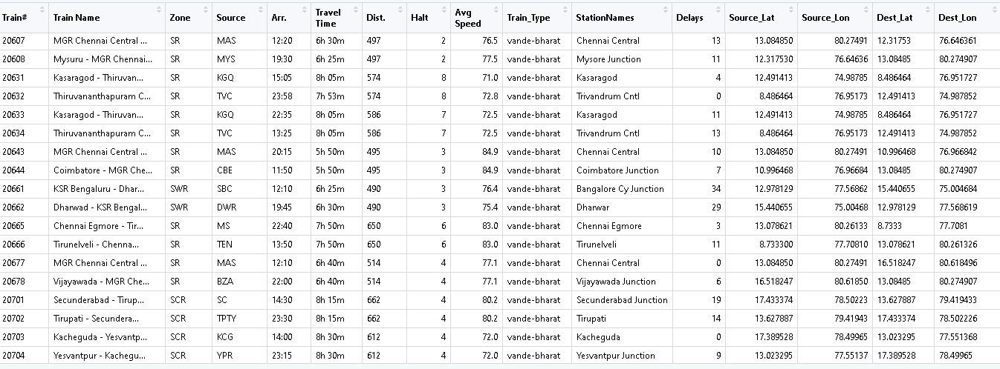 Train# Train Name Zone Source Arr. Travel Time Dist. Halt Avg Speed Train_Type StationNames Delays Source_Lat Source_Lon Dest_Lat Dest_Lon
20607 MGR Chennai Central ... SR MAS 12:20 6h 30m 497 2 76.5 vande-bharat Chennai Central 13 13.084850 80.27491 12.31753 76.646361
20608 Mysuru - MGR Chennai... SR MYS 19:30 6h 25m 497 2 77.5 vande-bharat Mysore Junction 11 12.317530 76.64636 13.08485 80.274907
20631 Kasaragod - Thiruvan... SR KGQ 15:05 8h 05m 574 8 71.0 vande-bharat Kasaragod 4 12.491413 74.98785 8.486464 76.951727
20632 Thiruvananthapuram C... SR TVC 23:58 7h 53m 574 8 72.8 vande-bharat Trivandrum Cntl 0 8.486464 76.95173 12.491413 74.987852
20633 Kasaragod - Thiruvan... SR KGQ 22:35 8h 05m 586 7 72.5 vande-bharat Kasaragod 11 12.491413 74.98785 8.486464 76.951727
20634 Thiruvananthapuram C... SR TVC 13:25 8h 05m 586 7 72.5 vande-bharat Trivandrum Cntl 13 8.486464 76.95173 12.491413 74.987852
20643 MGR Chennai Central ... SR MAS 20:15 5h 50m 495 3 84.9 vande-bharat Chennai Central 10 13.084850 80.27491 10.996468 76.966842
20644 Coimbatore - MGR Che... SR CBE 11:50 5h 50m 495 3 84.9 vande-bharat Coimbatore Junction 7 10.996468 76.96684 13.08485 80.274907
20661 KSR Bengaluru - Dhar... SWR SBC 12:10 6h 25m 490 3 76.4 vande-bharat Bangalore Cy Junction 34 12.978129 77.56862 15.440655 75.004684
20662 Dharwad - KSR Bengal... SWR DWR 19:45 6h 30m 490 3 75.4 vande-bharat Dharwar 29 15.440655 75.00468 12.978129 77.568619
20665 Chennai Egmore - Tir... SR MS 22:40 7h 50m 650 6 83.0 vande-bharat Chennai Egmore 3 13.078621 80.26133 8.7333 77.7081
20666 Tirunelveli - Chenna... SR TEN 13:50 7h 50m 650 6 83.0 vande-bharat Tirunelveli 11 8.733300 77.70810 13.078621 80.261326
20677 MGR Chennai Central ... SR MAS 12:10 6h 40m 514 4 77.1 vande-bharat Chennai Central 0 13.084850 80.27491 16.518247 80.618496
20678 Vijayawada - MGR Che... SR BZA 22:00 6h 40m 514 4 77.1 vande-bharat Vijayawada Junction 6 16.518247 80.61850 13.08485 80.274907
20701 Secunderabad - Tirup... SCR SC 14:30 8h 15m 662 4 80.2 vande-bharat Secunderabad Junction 19 17.433374 78.50223 13.627887 79.419433
20702 Tirupati - Secundera... SCR TPTY 23:30 8h 15m 662 4 80.2 vande-bharat Tirupati 14 13.627887 79.41943 17.433374 78.502226
20703 Kacheguda - Yesvantp... SCR KCG 14:00 8h 30m 612 4 72.0 vande-bharat Kacheguda 0 17.389528 78.49965 13.023295 77.551368
20704 Yesvantpur - Kachegu... SCR YPR 23:15 8h 30m 612 4 72.0 vande-bharat Yesvantpur Junction 9 13.023295 77.55137 17.389528 78.49965